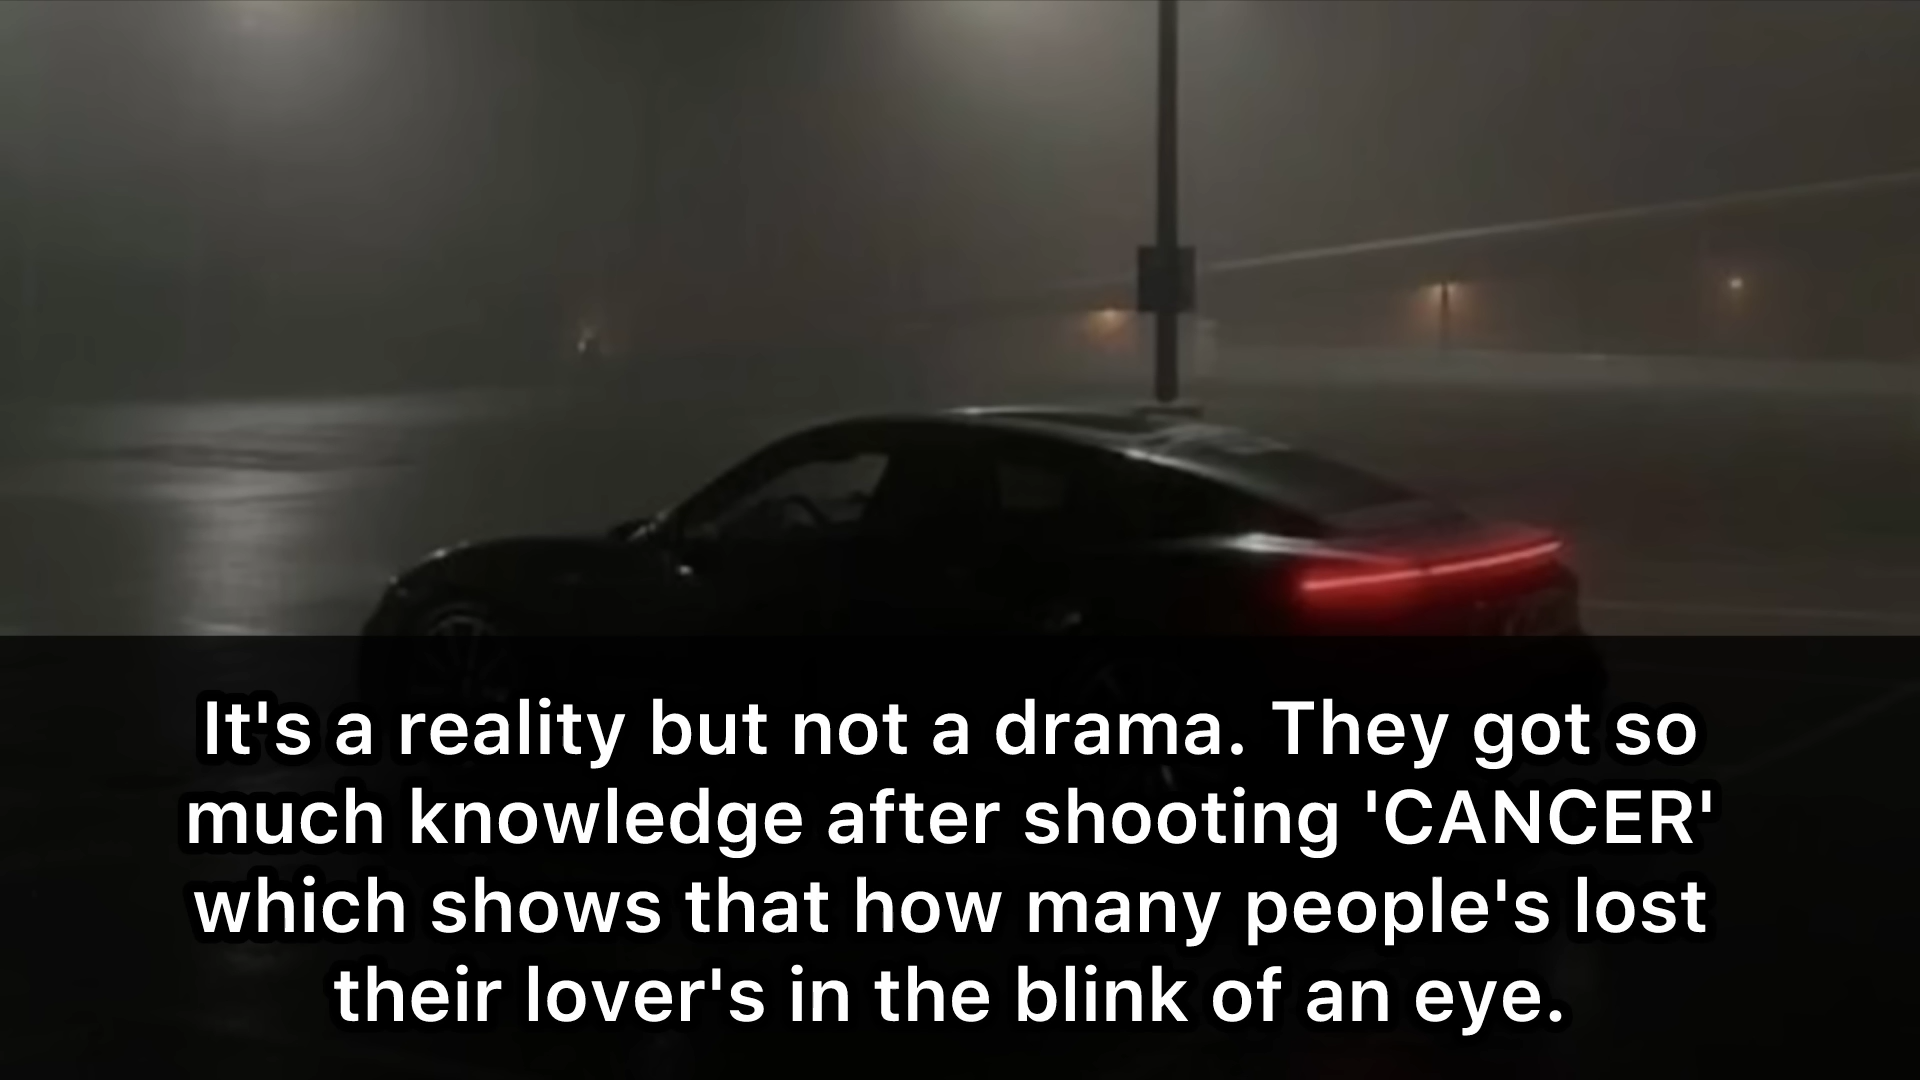 It's a reality but not a drama. They got so
much knowledge after shooting 'CANCER'
which shows that how many people's lost
their lover's in the blink of an eye.